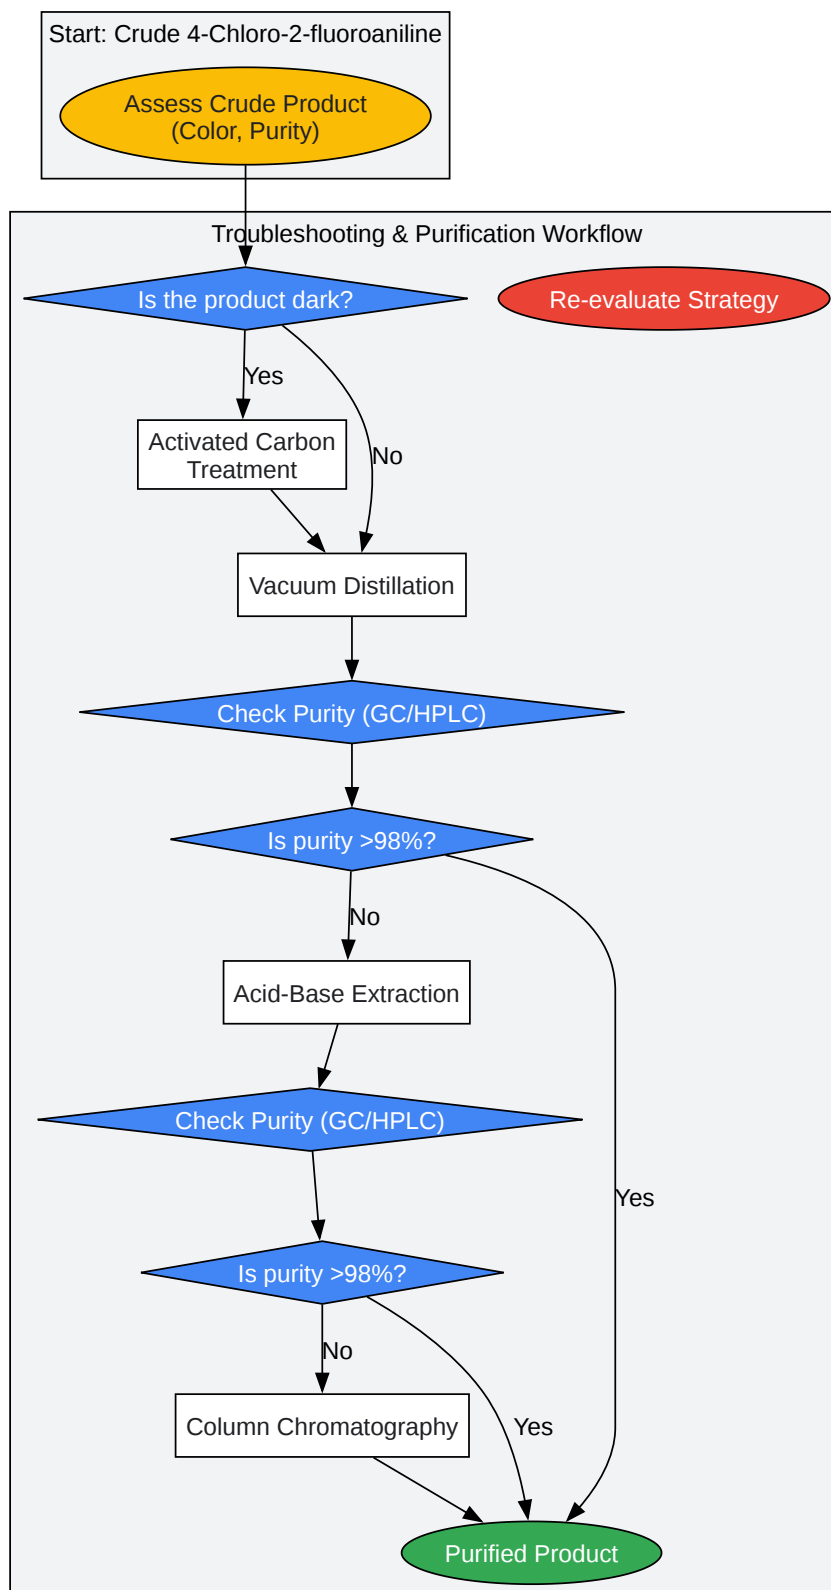 Start: Crude 4-Chloro-2-fluoroaniline
Assess Crude Product
(Color, Purity)
Troubleshooting & Purification Workflow
Is the product dark?
Re-evaluate Strategy
Yes
Activated Carbon
Treatment
No
Vacuum Distillation
Check Purity (GC/HPLC)
Is purity >98%?
No
Acid-Base Extraction
Check Purity (GC/HPLC)
Yes
Is purity >98%?
No
Column Chromatography
Yes
Purified Product